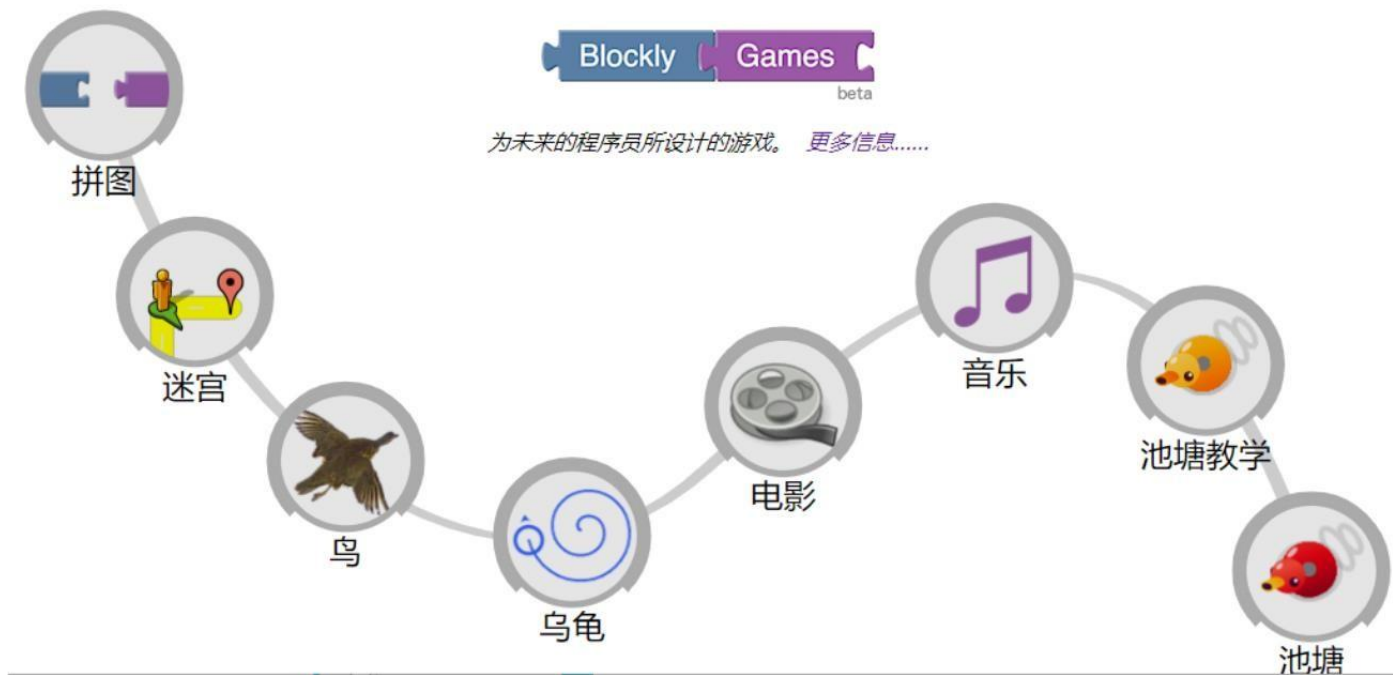 Blockly Games
beta
为未来的程序员所设计的游戏。 更多信息......
拼图
迷宫
鸟
乌龟
电影
音乐
池塘教学
池塘